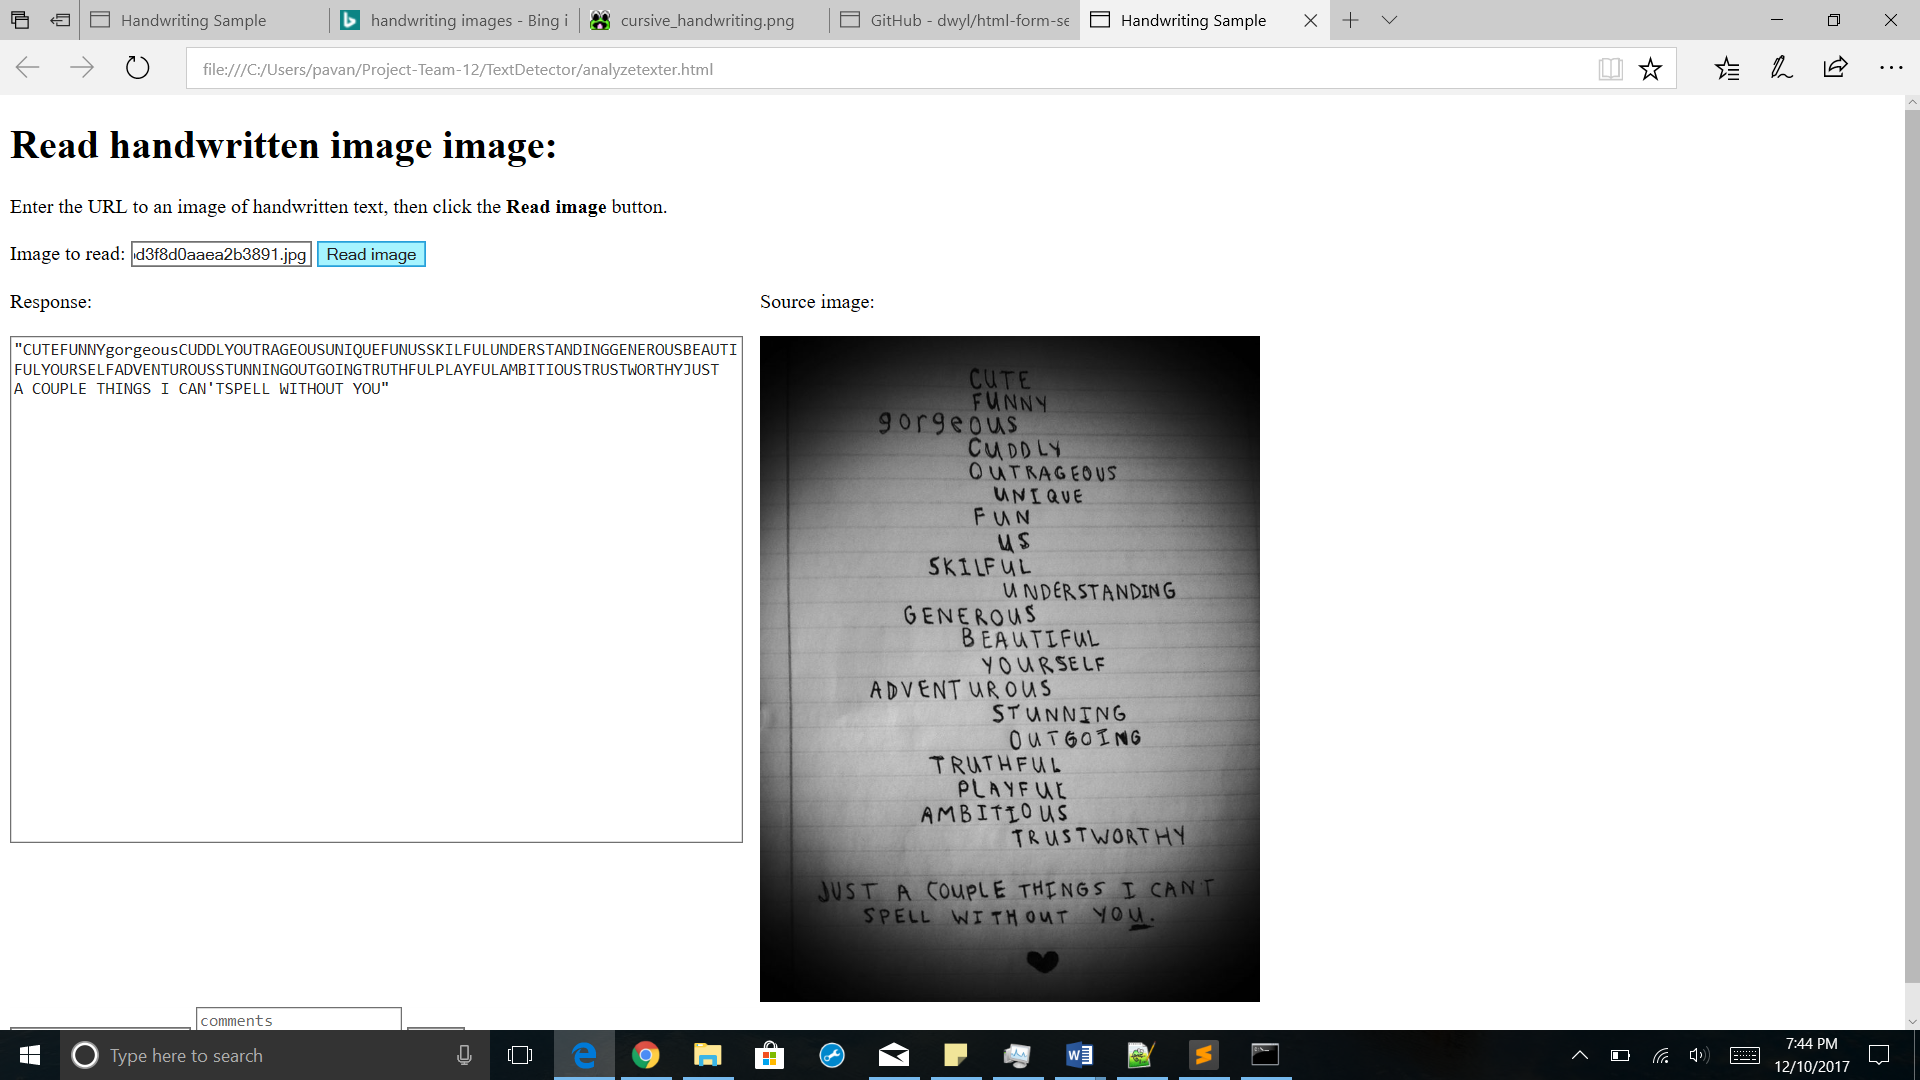 Handwriting Sample
handwriting images - Bing i
cursive_handwriting.png
GitHub - dwyl/html-form-se
Handwriting Sample
file:///C:/Users/pavan/Project-Team-12/TextDetector/analyzetexter.html
Read handwritten image image:
Enter the URL to an image of handwritten text, then click the Read image button.
Image to read: d3f8d0aaea2b3891.jpg Read image
Response:
"CUTEFUNNYgorgeousCUDDLYOUTRAGEOUSUNIQUEFUNUSSKILFULUNDERSTANDINGGENEROUSBEAUTI
FULYOURSELFADVENTUROUSSTUNNINGOUTGOINGTRUTHFULPLAYFULAMBITIOUSTRUSTWORTHYJUST
A COUPLE THINGS I CAN'TSPELL WITHOUT YOU"
Source image:
CUTE
FUNNY
gorgeOUS
CUDDLY
OUTRAGEOUS
UNIQUE
FUN
US
SKILFUL
UNDERSTANDING
GENEROUS
BEAUTIFUL
YOURSELF
ADVENTUROUS
STUNNING
OUTGOING
TRUTHFUL
PLAYFUL
AMBITIOUS
TRUSTWORTHY
JUST A COUPLE THINGS I CAN'T
SPELL WITHOUT YOU.
comments
Type here to search
7:44 PM
12/10/2017